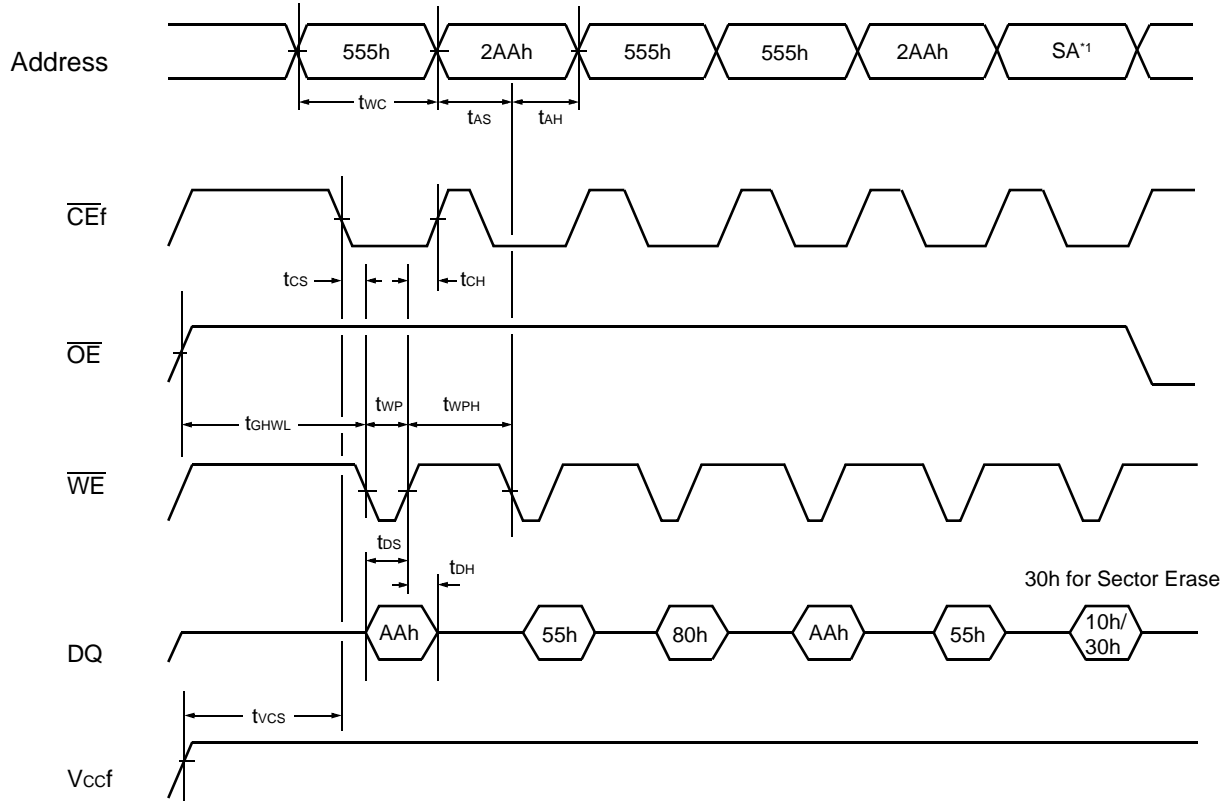 Address 555h 2AAh 555h 555h 2AAh SA*1
tWC tAS tAH
CEf
tCS tCH
OE
tGHWL tWP tWPH
WE
tDS
tDH
30h for Sector Erase
DQ AAh 55h 80h AAh 55h 10h/
30h
tVCS
VCCf